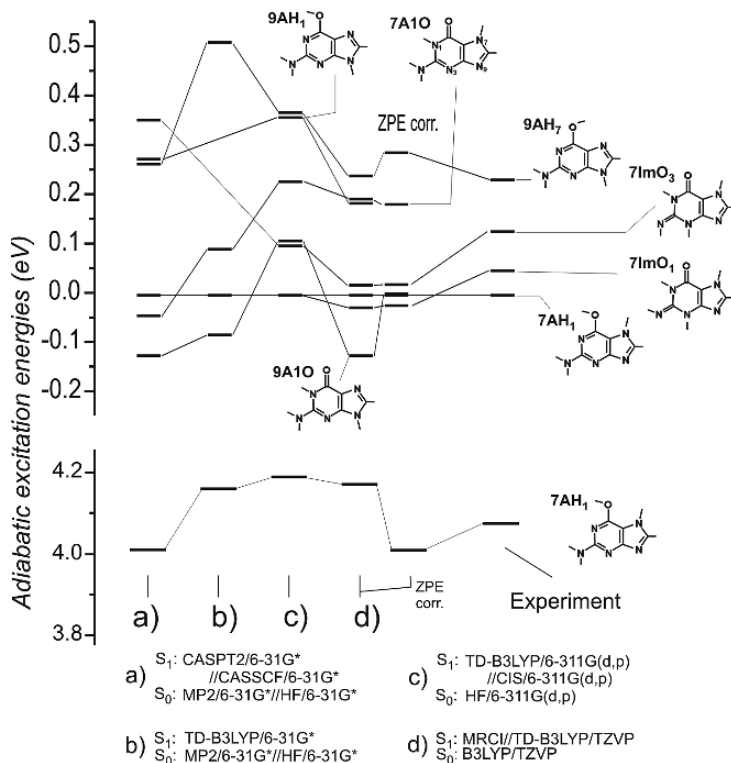 9AH1
7A1O
0.5
0.4
0.3
0.2
0.1
0.0
-0.1
-0.2
4.2
4.0
3.8
Adiabatic excitation energies (eV)
ZPE corr.
9AH7
7ImO3
7ImO1
7AH1
9A1O
7AH1
a)
b)
c)
d)
ZPE
corr.
Experiment
a) S1: CASPT2/6-31G*
//CASSCF/6-31G*
S0: MP2/6-31G*//HF/6-31G*
b) S1: TD-B3LYP/6-31G*
S0: MP2/6-31G*//HF/6-31G*
c) S1: TD-B3LYP/6-311G(d,p)
//CIS/6-311G(d,p)
S0: HF/6-311G(d,p)
d) S1: MRCI//TD-B3LYP/TZVP
S0: B3LYP/TZVP